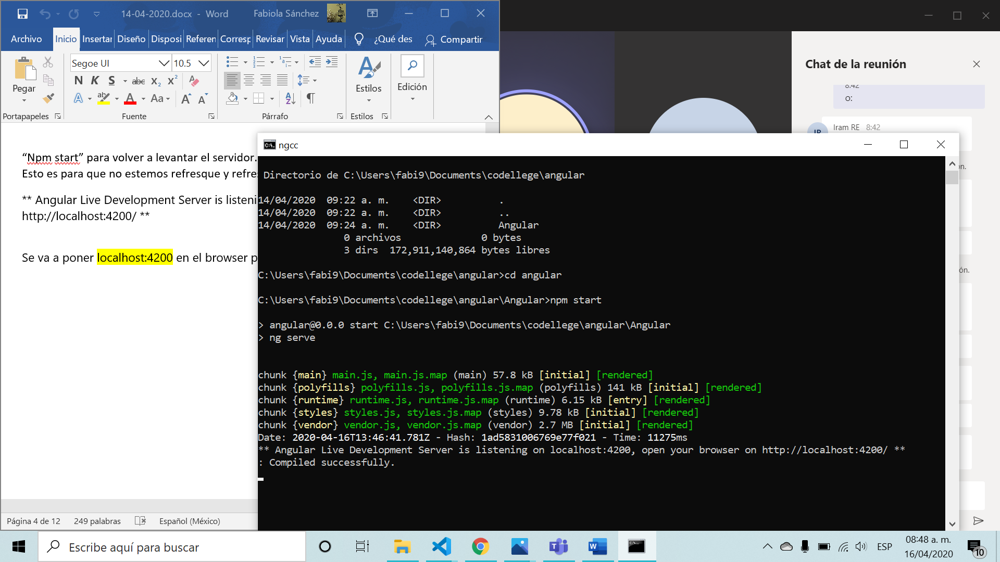 14-04-2020.docx - Word
Fabiola Sánchez
Archivo Inicio Insertar Diseño Disposi Referen Corresp Revisar Vista Ayuda ¿Qué des Compartir
Pegar
Segoe UI 10.5
N K S abc x₂ x²
A ab A Aa A A
Estilos
Edición
Portapapeles Fuente Párrafo Estilos
“Npm start” para volver a levantar el servidor.
Esto es para que no estemos refresque y refres
** Angular Live Development Server is listeni
http://localhost:4200/ **
Se va a poner localhost:4200 en el browser p
Página 4 de 12 249 palabras Español (México)
Chat de la reunión
8:42
O:
Iram RE 8:42
ón.
ón.
ngcc
Directorio de C:\Users\fabi9\Documents\codellege\angular
14/04/2020 09:22 a. m. <DIR> .
14/04/2020 09:22 a. m. <DIR> ..
14/04/2020 09:24 a. m. <DIR> Angular
0 archivos 0 bytes
3 dirs 172,911,140,864 bytes libres
C:\Users\fabi9\Documents\codellege\angular>cd angular
C:\Users\fabi9\Documents\codellege\angular\Angular>npm start
> angular@0.0.0 start C:\Users\fabi9\Documents\codellege\angular\Angular
> ng serve
chunk {main} main.js, main.js.map (main) 57.8 kB [initial] [rendered]
chunk {polyfills} polyfills.js, polyfills.js.map (polyfills) 141 kB [initial] [rendered]
chunk {runtime} runtime.js, runtime.js.map (runtime) 6.15 kB [entry] [rendered]
chunk {styles} styles.js, styles.js.map (styles) 9.78 kB [initial] [rendered]
chunk {vendor} vendor.js, vendor.js.map (vendor) 2.7 MB [initial] [rendered]
Date: 2020-04-16T13:46:41.781Z - Hash: 1ad5831006769e77f021 - Time: 11275ms
** Angular Live Development Server is listening on localhost:4200, open your browser on http://localhost:4200/ **
: Compiled successfully.
Escribe aquí para buscar
ESP
08:48 a. m.
16/04/2020
10